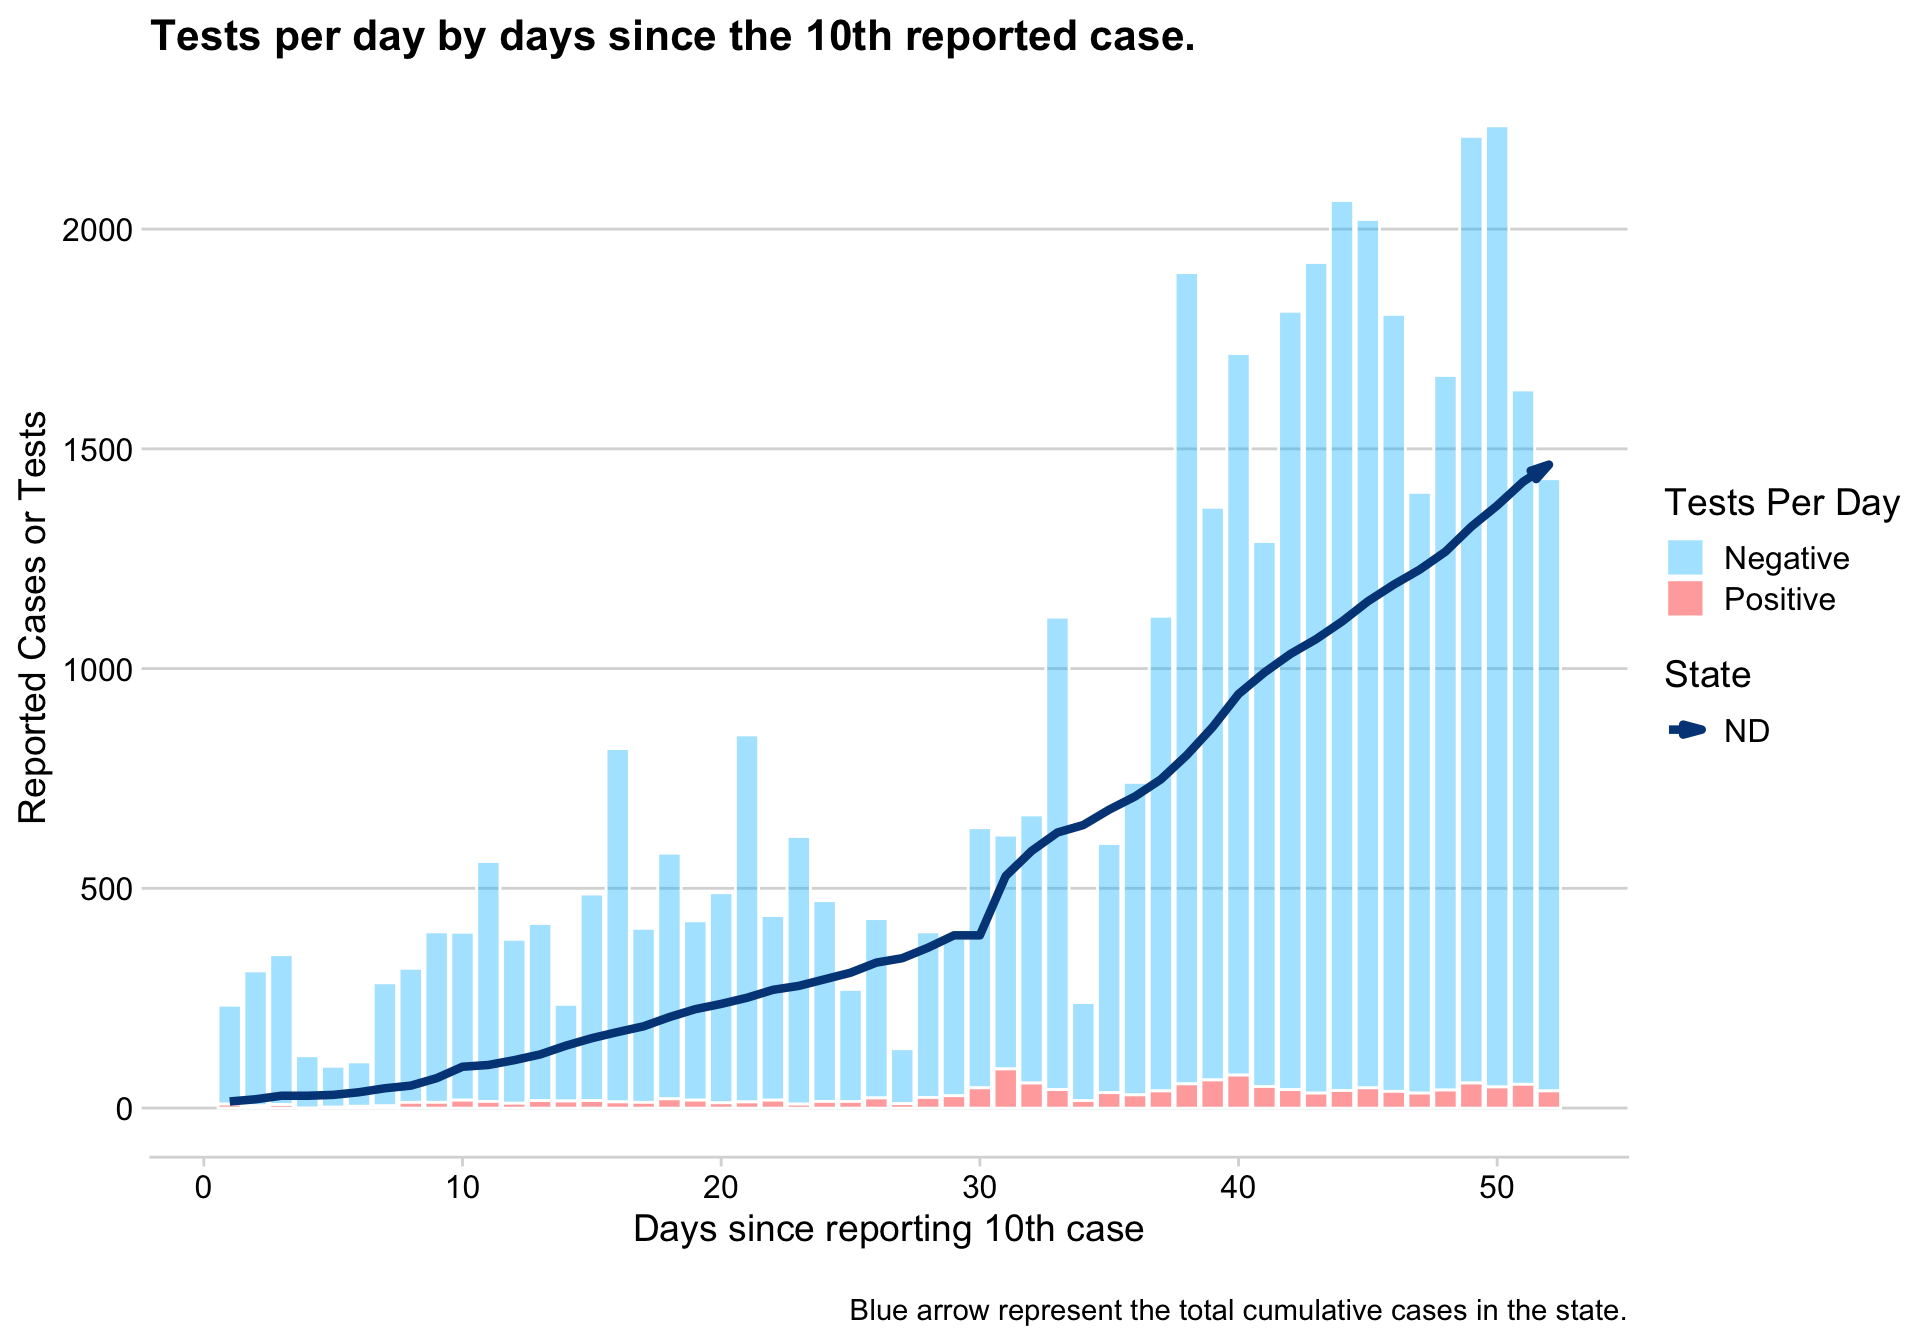 Tests per day by days since the 10th reported case.
Reported Cases or Tests
2000
1500
1000
500
0
0 10 20 30 40 50
Days since reporting 10th case
Tests Per Day
Negative
Positive
State
ND
Blue arrow represent the total cumulative cases in the state.